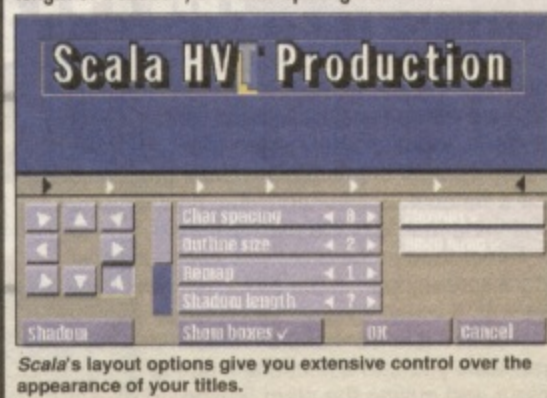 Scala HVT Production
Char spacing 8
Outline size 2
Remap 1
Shadow length 7
Shadow Show boxes ✓ OK Cancel
Scala's layout options give you extensive control over the
appearance of your titles.